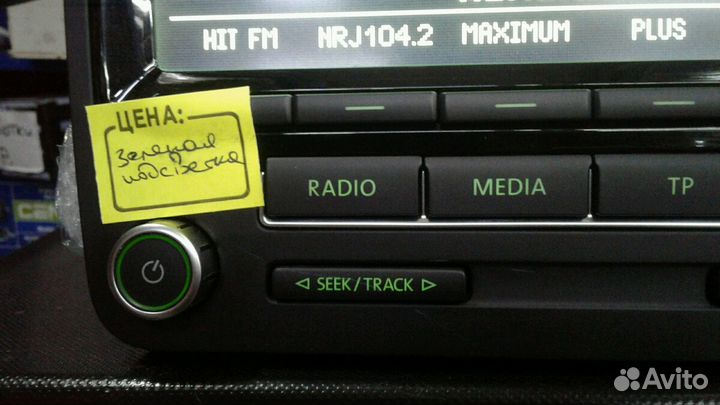 HIT FM NRJ104.2 MAXIMUM PLUS
ЦЕНА:
зеленая
подсветка
RADIO MEDIA TP
SEEK/TRACK
Avito